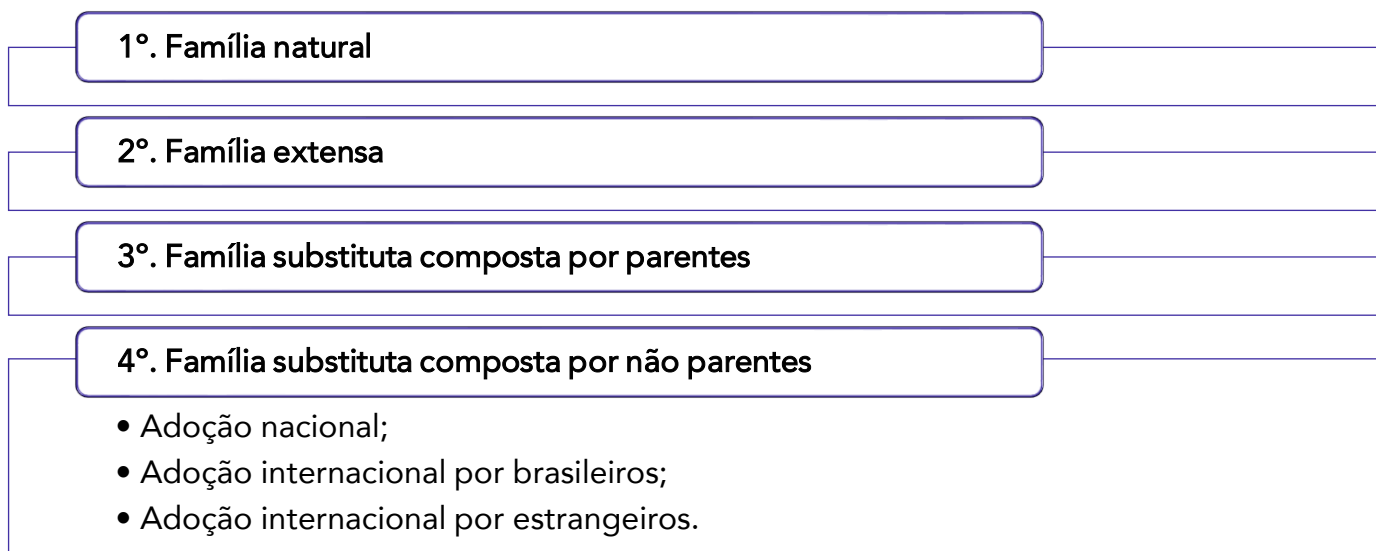 1º. Família natural
2º. Família extensa
3º. Família substituta composta por parentes
4º. Família substituta composta por não parentes
• Adoção nacional;
• Adoção internacional por brasileiros;
• Adoção internacional por estrangeiros.